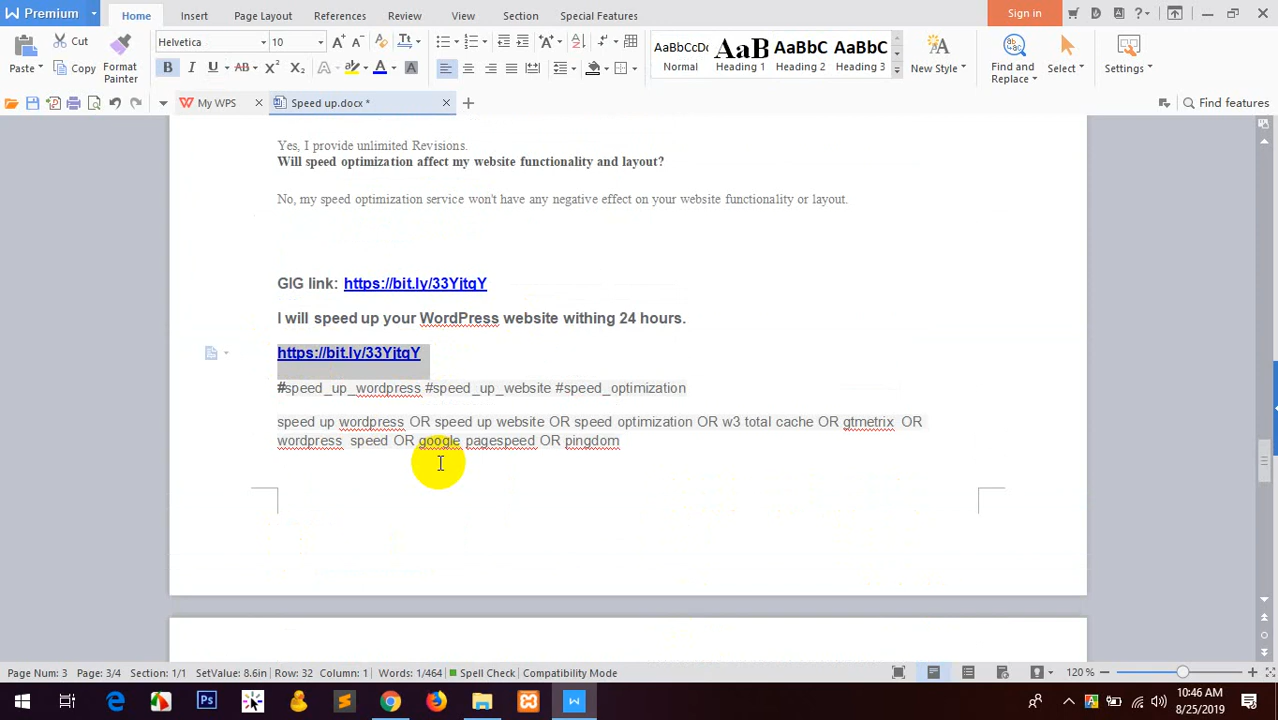 Premium
Home
Insert
Page Layout
References
Review
View
Section
Special Features
Sign in
Cut
Paste
Copy
Format
Painter
Helvetica
10
AaBbCcDc
Normal
AaB
Heading 1
AaBbC
Heading 2
AaBbC
Heading 3
New Style
Find and
Replace
Select
Settings
My WPS
Speed up.docx *
Find features
Yes, I provide unlimited Revisions.
Will speed optimization affect my website functionality and layout?
No, my speed optimization service won't have any negative effect on your website functionality or layout.
GIG link: https://bit.ly/33YjtqY
I will speed up your WordPress website withing 24 hours.
https://bit.ly/33YjtqY
#speed_up_wordpress #speed_up_website #speed_optimization
speed up wordpress OR speed up website OR speed optimization OR w3 total cache OR gtmetrix OR
wordpress speed OR google pagespeed OR pingdom
Page Num: 3 Page: 3/4 Section: 1/1 SetValue: 8.6in Row: 32 Column: 1 Words: 1/464 Spell Check Compatibility Mode
120 %
10:46 AM
8/25/2019